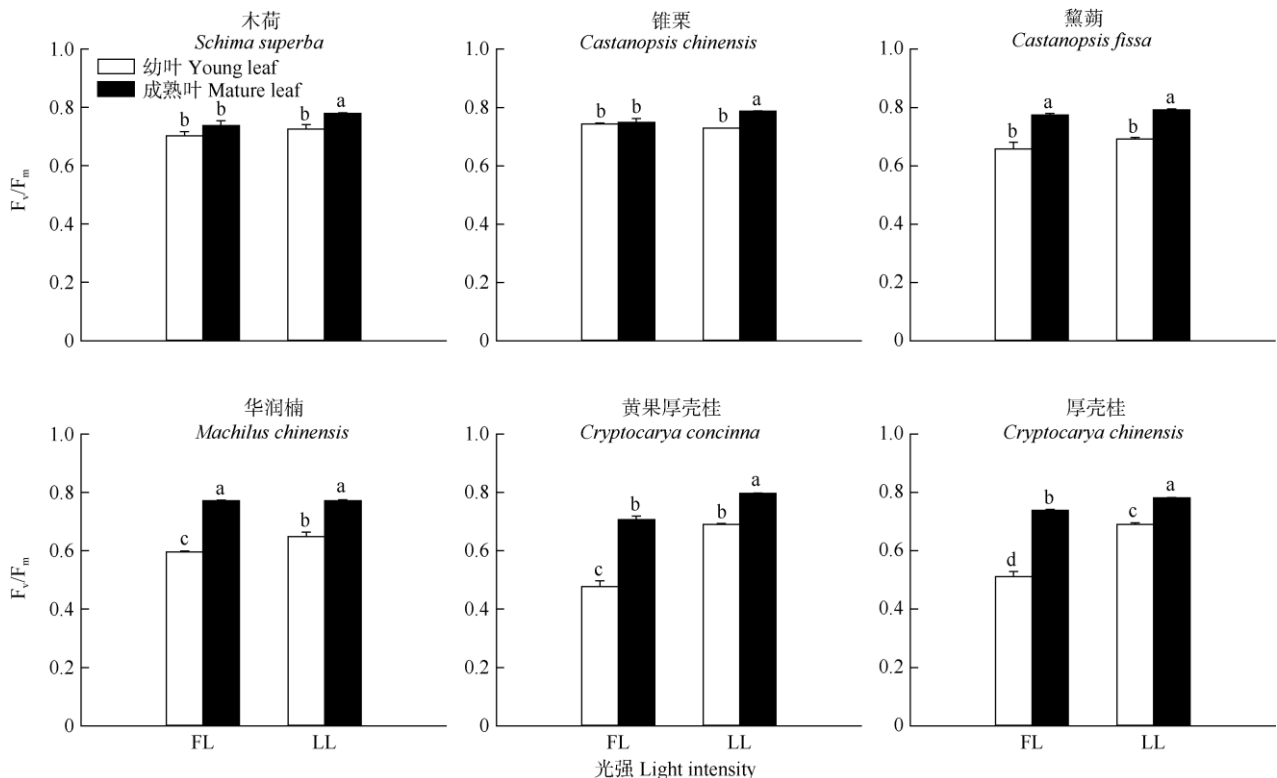 木荷
Schima superba
锥栗
Castanopsis chinensis
黧蒴
Castanopsis fissa
1.0
0.8
0.6
0.4
0.2
0
Fv/Fm
幼叶 Young leaf
成熟叶 Mature leaf
b
b
b
a
1.0
0.8
0.6
0.4
0.2
0
b
b
b
a
1.0
0.8
0.6
0.4
0.2
0
b
a
b
a
华润楠
Machilus chinensis
黄果厚壳桂
Cryptocarya concinna
厚壳桂
Cryptocarya chinensis
1.0
0.8
0.6
0.4
0.2
0
Fv/Fm
c
a
b
a
FL
LL
1.0
0.8
0.6
0.4
0.2
0
c
b
b
a
FL
LL
1.0
0.8
0.6
0.4
0.2
0
d
b
c
a
FL
LL
光强 Light intensity